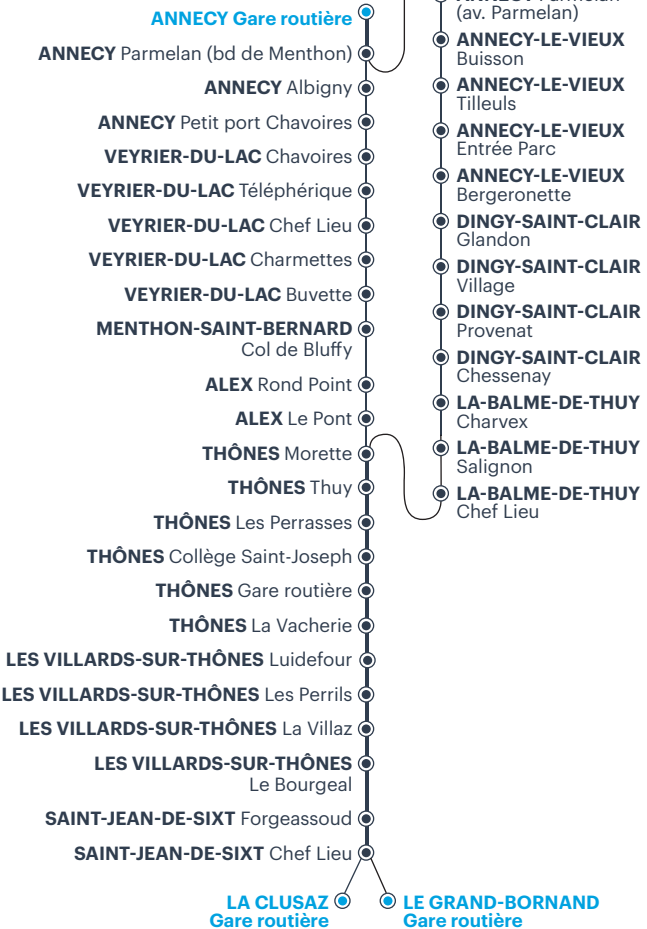 ANNECY Gare routière
ANNECY Parmelan (bd de Menthon)
ANNECY Albigny
ANNECY Petit port Chavoires
VEYRIER-DU-LAC Chavoires
VEYRIER-DU-LAC Téléphérique
VEYRIER-DU-LAC Chef Lieu
VEYRIER-DU-LAC Charmettes
VEYRIER-DU-LAC Buvette
MENTHON-SAINT-BERNARD
Col de Bluffy
ALEX Rond Point
ALEX Le Pont
THÔNES Morette
THÔNES Thuy
THÔNES Les Perrasses
THÔNES Collège Saint-Joseph
THÔNES Gare routière
THÔNES La Vacherie
LES VILLARDS-SUR-THÔNES Luidefour
LES VILLARDS-SUR-THÔNES Les Perrils
LES VILLARDS-SUR-THÔNES La Villaz
LES VILLARDS-SUR-THÔNES
Le Bourgeal
SAINT-JEAN-DE-SIXT Forgeassoud
SAINT-JEAN-DE-SIXT Chef Lieu
LA CLUSAZ
Gare routière
LE GRAND-BORNAND
Gare routière
(av. Parmelan)
ANNECY-LE-VIEUX
Buisson
ANNECY-LE-VIEUX
Tilleuls
ANNECY-LE-VIEUX
Entrée Parc
ANNECY-LE-VIEUX
Bergeronette
DINGY-SAINT-CLAIR
Glandon
DINGY-SAINT-CLAIR
Village
DINGY-SAINT-CLAIR
Provenat
DINGY-SAINT-CLAIR
Chessenay
LA-BALME-DE-THUY
Charvex
LA-BALME-DE-THUY
Salignon
LA-BALME-DE-THUY
Chef Lieu